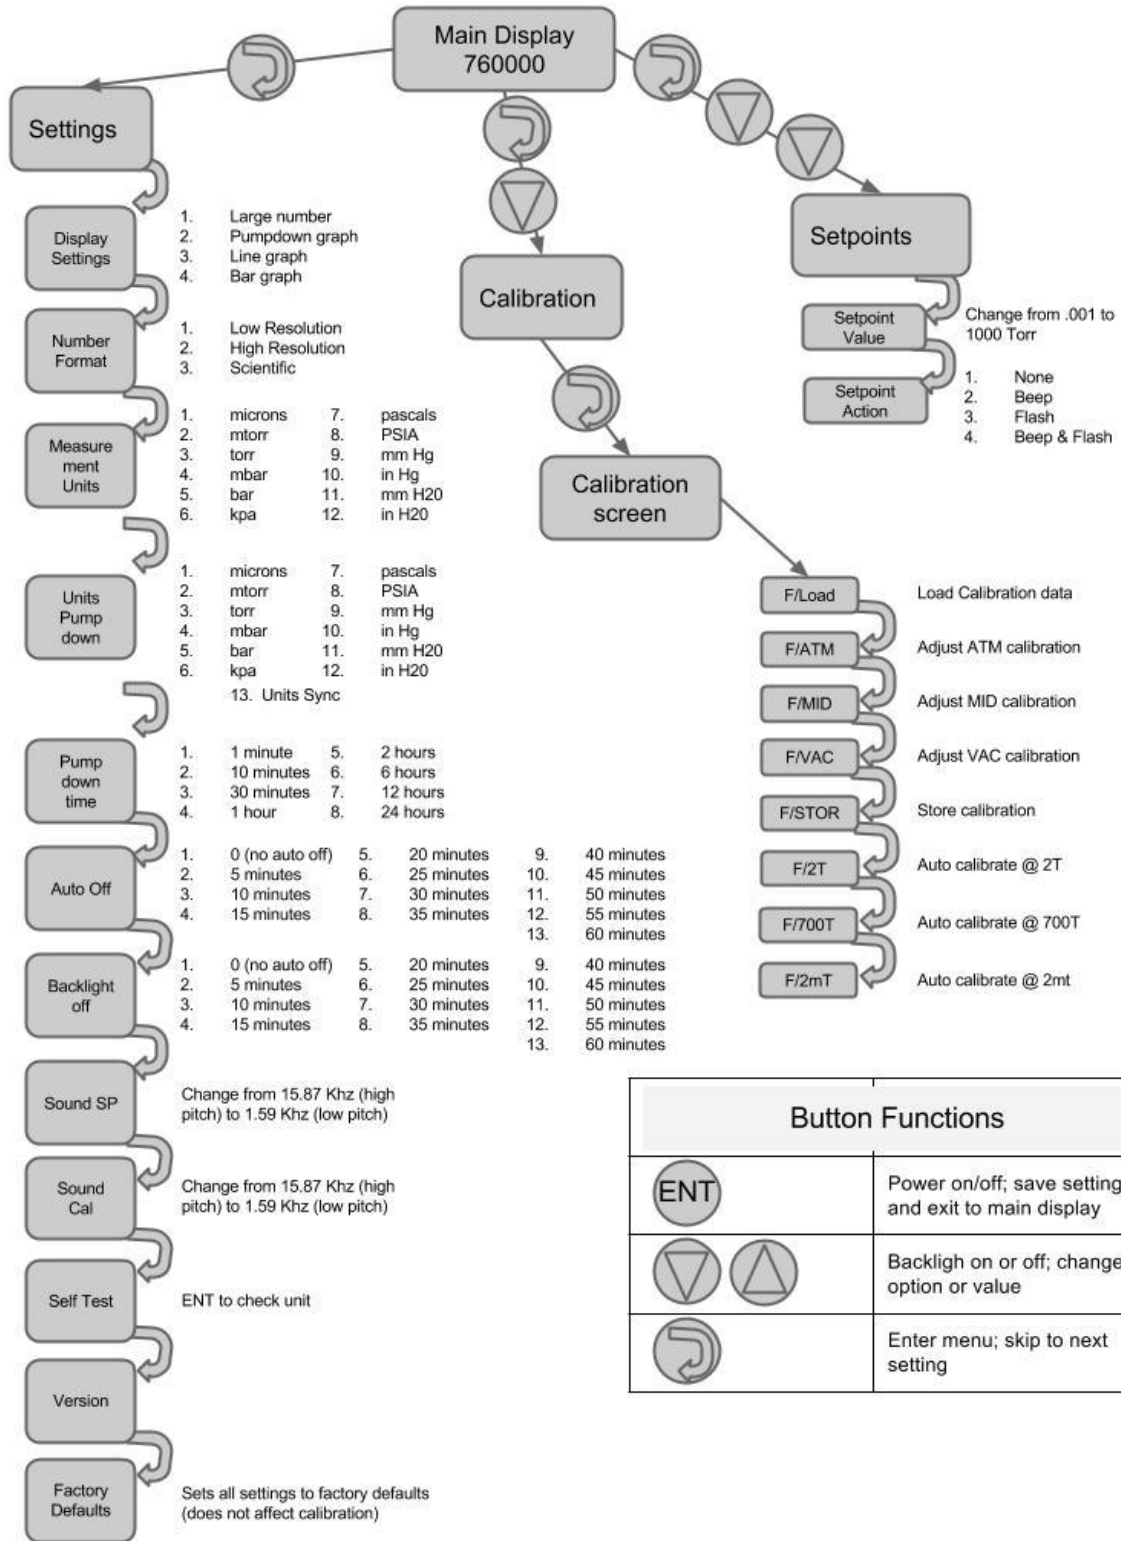 Main Display
760000
Settings
Display
Settings
1. Large number
2. Pumpdown graph
3. Line graph
4. Bar graph
Number
Format
1. Low Resolution
2. High Resolution
3. Scientific
Measure
ment
Units
1. microns 7. pascals
2. mtorr 8. PSIA
3. torr 9. mm Hg
4. mbar 10. in Hg
5. bar 11. mm H20
6. kpa 12. in H20
Units
Pump
down
1. microns 7. pascals
2. mtorr 8. PSIA
3. torr 9. mm Hg
4. mbar 10. in Hg
5. bar 11. mm H20
6. kpa 12. in H20
13. Units Sync
Pump
down
time
1. 1 minute 5. 2 hours
2. 10 minutes 6. 6 hours
3. 30 minutes 7. 12 hours
4. 1 hour 8. 24 hours
Auto Off
1. 0 (no auto off) 5. 20 minutes 9. 40 minutes
2. 5 minutes 6. 25 minutes 10. 45 minutes
3. 10 minutes 7. 30 minutes 11. 50 minutes
4. 15 minutes 8. 35 minutes 12. 55 minutes
13. 60 minutes
Backlight
off
1. 0 (no auto off) 5. 20 minutes 9. 40 minutes
2. 5 minutes 6. 25 minutes 10. 45 minutes
3. 10 minutes 7. 30 minutes 11. 50 minutes
4. 15 minutes 8. 35 minutes 12. 55 minutes
13. 60 minutes
Sound SP
Change from 15.87 Khz (high
pitch) to 1.59 Khz (low pitch)
Sound
Cal
Change from 15.87 Khz (high
pitch) to 1.59 Khz (low pitch)
Self Test
ENT to check unit
Version
Factory
Defaults
Sets all settings to factory defaults
(does not affect calibration)
Calibration
Calibration
screen
F/Load Load Calibration data
F/ATM Adjust ATM calibration
F/MID Adjust MID calibration
F/VAC Adjust VAC calibration
F/STOR Store calibration
F/2T Auto calibrate @ 2T
F/700T Auto calibrate @ 700T
F/2mT Auto calibrate @ 2mt
Setpoints
Setpoint
Value
Change from .001 to
1000 Torr
Setpoint
Action
1. None
2. Beep
3. Flash
4. Beep & Flash
Button Functions
ENT
Power on/off; save setting
and exit to main display
Backligh on or off; change
option or value
Enter menu; skip to next
setting